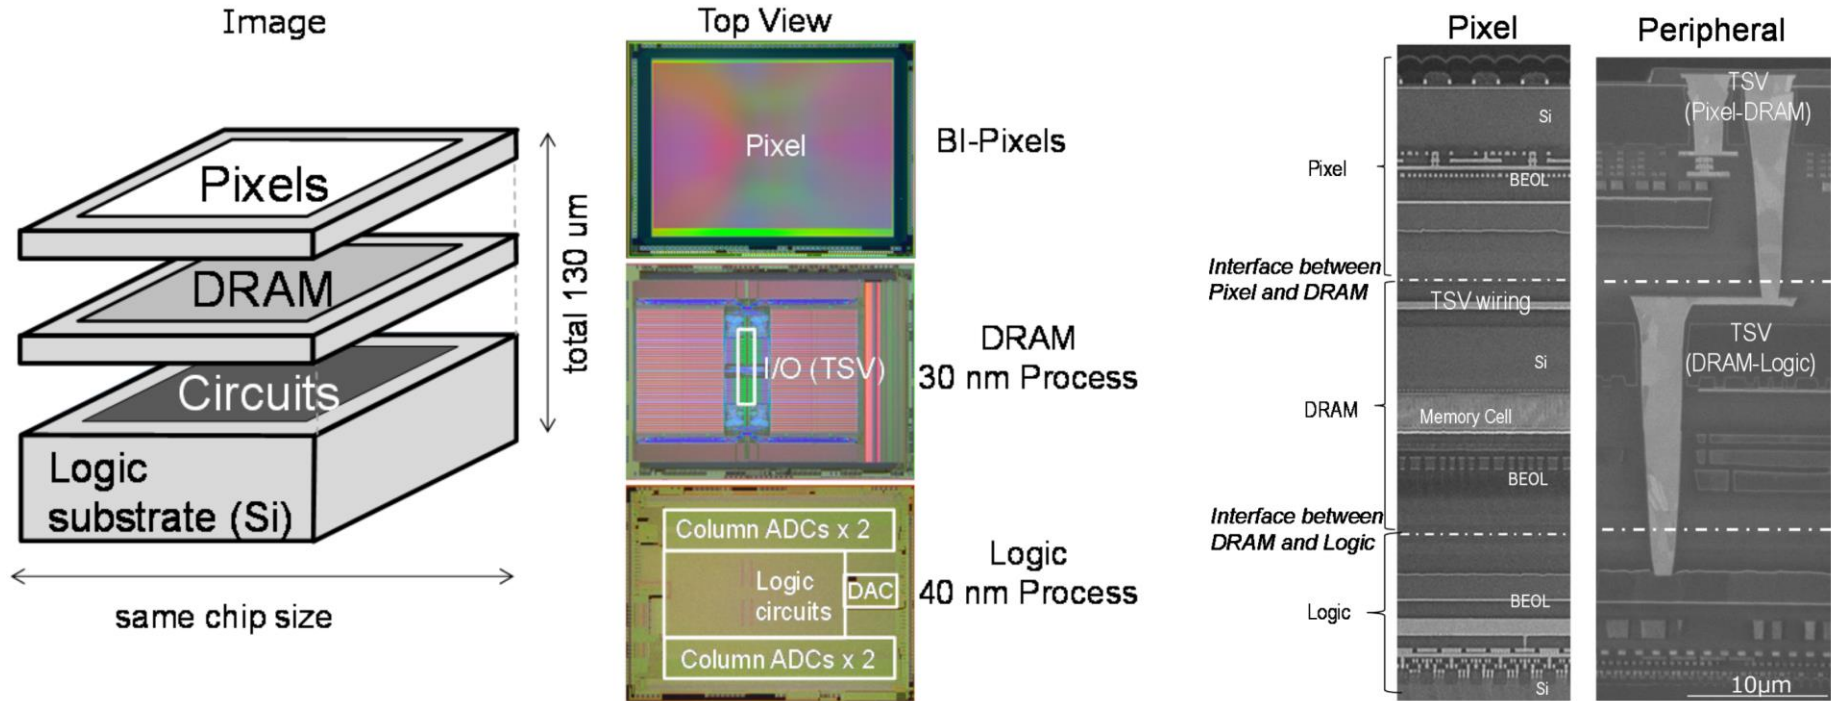 Image
Pixels
DRAM
Circuits
Logic
substrate (Si)
total 130 um
same chip size
Top View
Pixel
BI-Pixels
I/O (TSV)
DRAM
30 nm Process
Column ADCs x 2
Logic
circuits
DAC
Column ADCs x 2
Logic
40 nm Process
Pixel
Peripheral
Pixel
Interface between
Pixel and DRAM
DRAM
Interface between
DRAM and Logic
Logic
Si
BEOL
TSV wiring
Si
Memory Cell
BEOL
BEOL
Si
TSV
(Pixel-DRAM)
TSV
(DRAM-Logic)
10μm